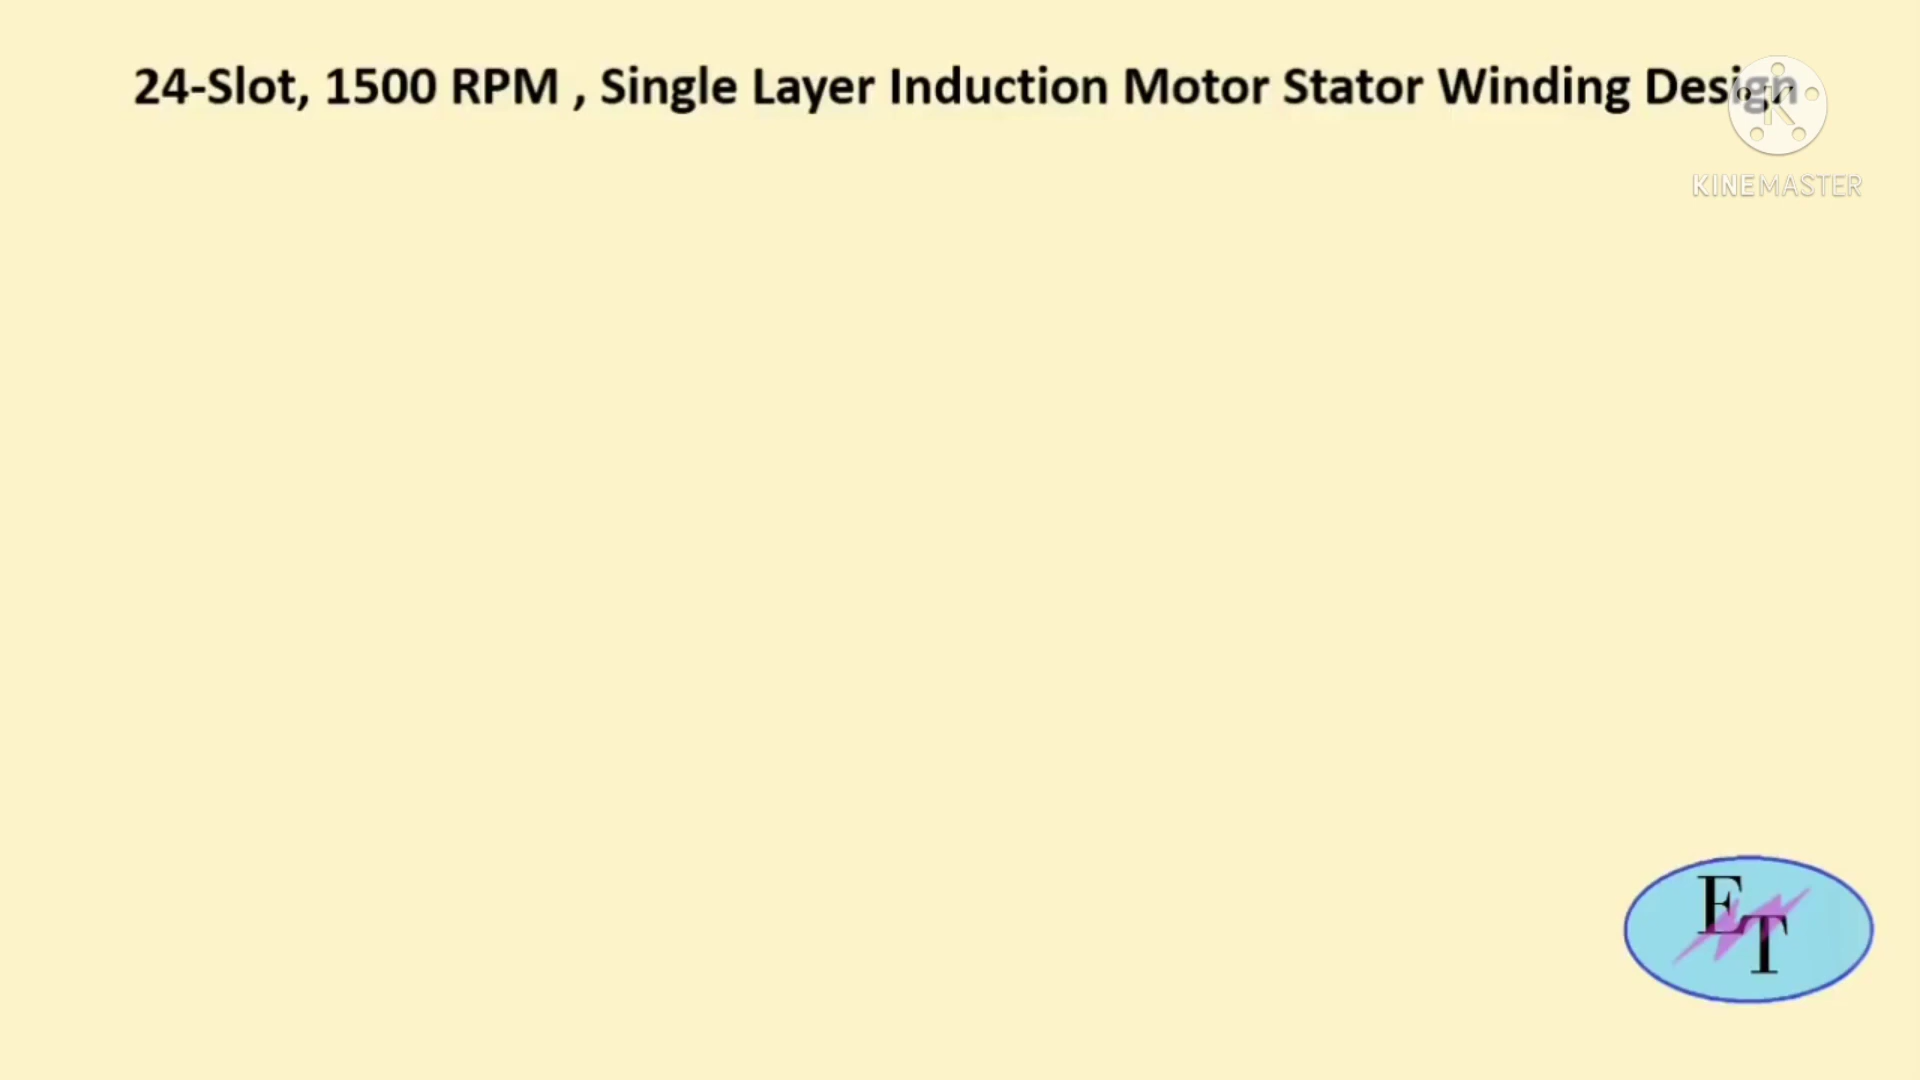 24-Slot, 1500 RPM , Single Layer Induction Motor Stator Winding Design
K
KINEMASTER
ET